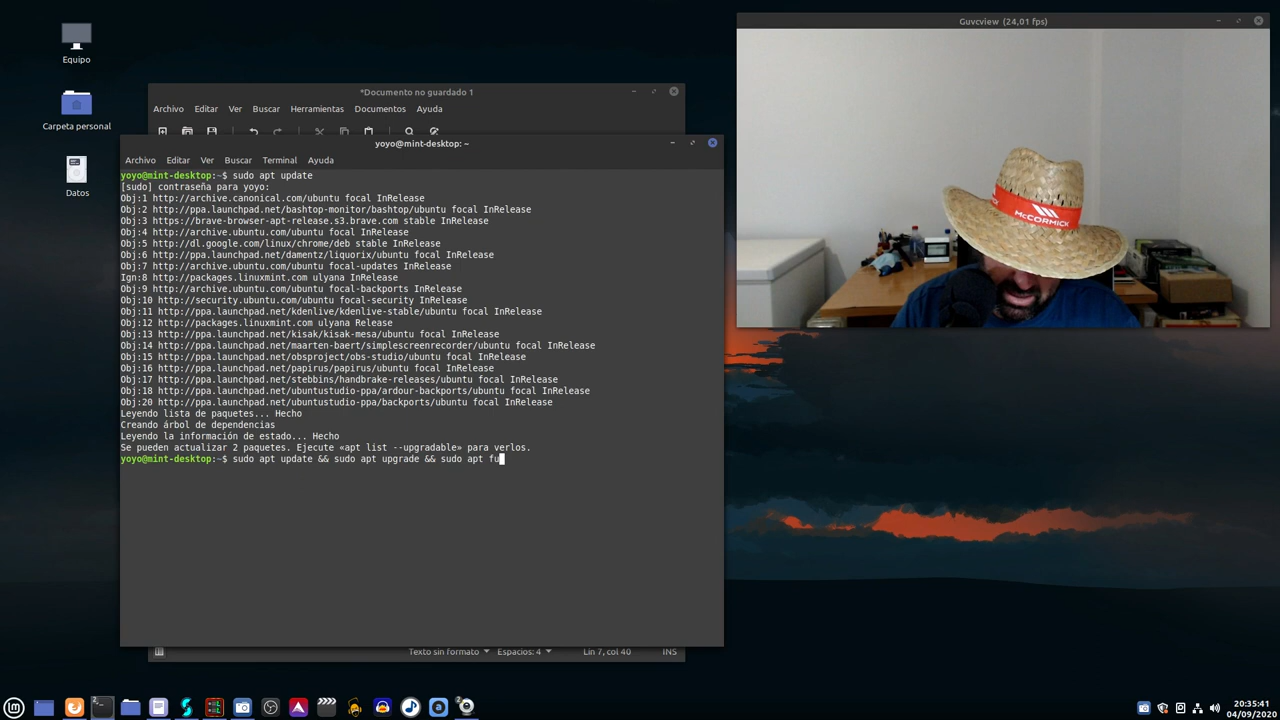 Guvcview (24,01 fps)
Equipo
Carpeta personal
Datos
*Documento no guardado 1
Archivo Editar Ver Buscar Herramientas Documentos Ayuda
yoyo@mint-desktop: ~
Archivo Editar Ver Buscar Terminal Ayuda
yoyo@mint-desktop:~$ sudo apt update
[sudo] contraseña para yoyo:
Obj:1 http://archive.canonical.com/ubuntu focal InRelease
Obj:2 http://ppa.launchpad.net/bashtop-monitor/bashtop/ubuntu focal InRelease
Obj:3 https://brave-browser-apt-release.s3.brave.com stable InRelease
Obj:4 http://archive.ubuntu.com/ubuntu focal InRelease
Obj:5 http://dl.google.com/linux/chrome/deb stable InRelease
Obj:6 http://ppa.launchpad.net/damentz/liquorix/ubuntu focal InRelease
Obj:7 http://archive.ubuntu.com/ubuntu focal-updates InRelease
Ign:8 http://packages.linuxmint.com ulyana InRelease
Obj:9 http://archive.ubuntu.com/ubuntu focal-backports InRelease
Obj:10 http://security.ubuntu.com/ubuntu focal-security InRelease
Obj:11 http://ppa.launchpad.net/kdenlive/kdenlive-stable/ubuntu focal InRelease
Obj:12 http://packages.linuxmint.com ulyana Release
Obj:13 http://ppa.launchpad.net/kisak/kisak-mesa/ubuntu focal InRelease
Obj:14 http://ppa.launchpad.net/maarten-baert/simplescreenrecorder/ubuntu focal InRelease
Obj:15 http://ppa.launchpad.net/obsproject/obs-studio/ubuntu focal InRelease
Obj:16 http://ppa.launchpad.net/papirus/papirus/ubuntu focal InRelease
Obj:17 http://ppa.launchpad.net/stebbins/handbrake-releases/ubuntu focal InRelease
Obj:18 http://ppa.launchpad.net/ubuntustudio-ppa/ardour-backports/ubuntu focal InRelease
Obj:20 http://ppa.launchpad.net/ubuntustudio-ppa/backports/ubuntu focal InRelease
Leyendo lista de paquetes... Hecho
Creando árbol de dependencias
Leyendo la información de estado... Hecho
Se pueden actualizar 2 paquetes. Ejecute «apt list --upgradable» para verlos.
yoyo@mint-desktop:~$ sudo apt update && sudo apt upgrade && sudo apt fu
McCORMICK
Texto sin formato Espacios: 4 Lin 7, col 40 INS
20:35:41
04/09/2020